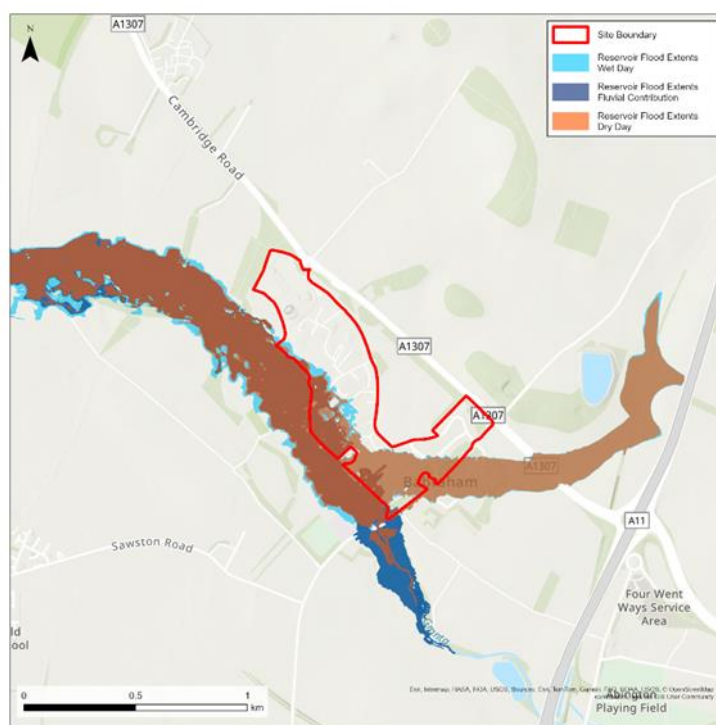 A1307
N
Cambridge Road
Site Boundary
Reservoir Flood Extents
Wet Day
Reservoir Flood Extents
Fluvial Contribution
Reservoir Flood Extents
Dry Day
A1307
A1307
A1307
A11
Sawston Road
Four Went
Ways Service
Area
Abington
Playing Field
0
0.5
1
km